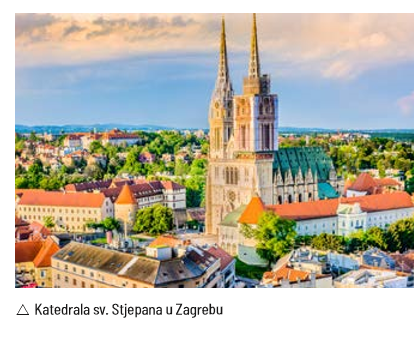 △ Katedrala sv. Stjepana u Zagrebu